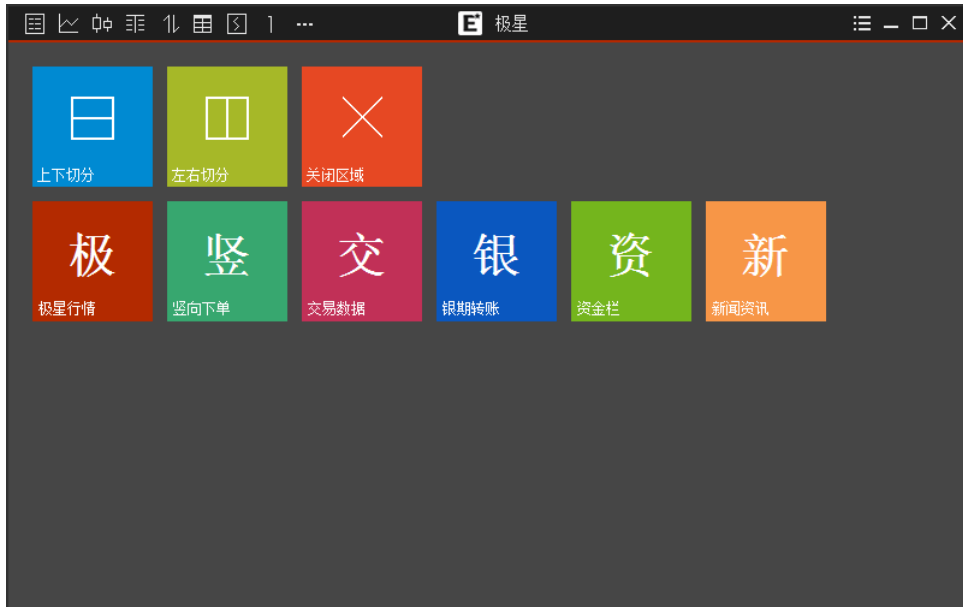 E 极星
上下切分
左右切分
关闭区域
极
竖
交
银
资
新
极星行情
竖向下单
交易数据
银期转账
资金栏
新闻资讯